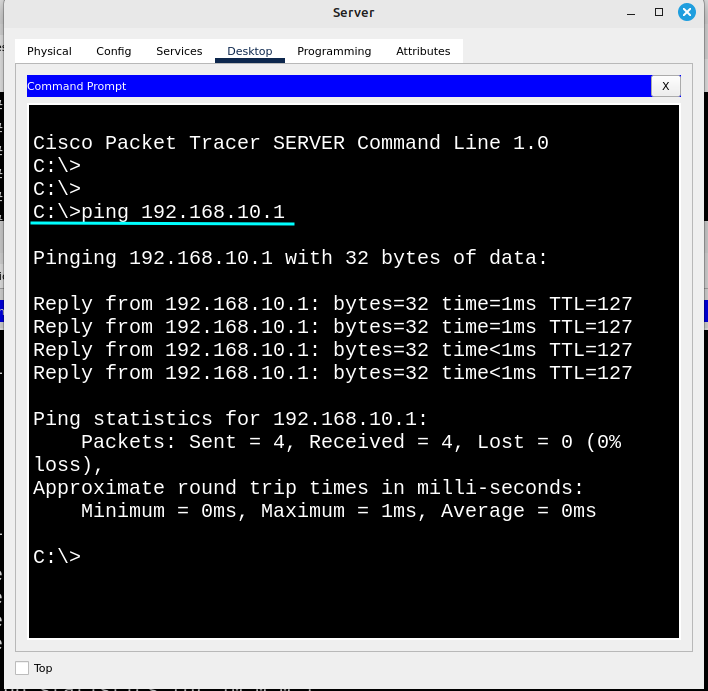 Server
Physical Config Services Desktop Programming Attributes
Command Prompt X
Cisco Packet Tracer SERVER Command Line 1.0
C:\>
C:\>
C:\>ping 192.168.10.1
Pinging 192.168.10.1 with 32 bytes of data:
Reply from 192.168.10.1: bytes=32 time=1ms TTL=127
Reply from 192.168.10.1: bytes=32 time=1ms TTL=127
Reply from 192.168.10.1: bytes=32 time<1ms TTL=127
Reply from 192.168.10.1: bytes=32 time<1ms TTL=127
Ping statistics for 192.168.10.1:
Packets: Sent = 4, Received = 4, Lost = 0 (0%
loss),
Approximate round trip times in milli-seconds:
Minimum = 0ms, Maximum = 1ms, Average = 0ms
C:\>
Top